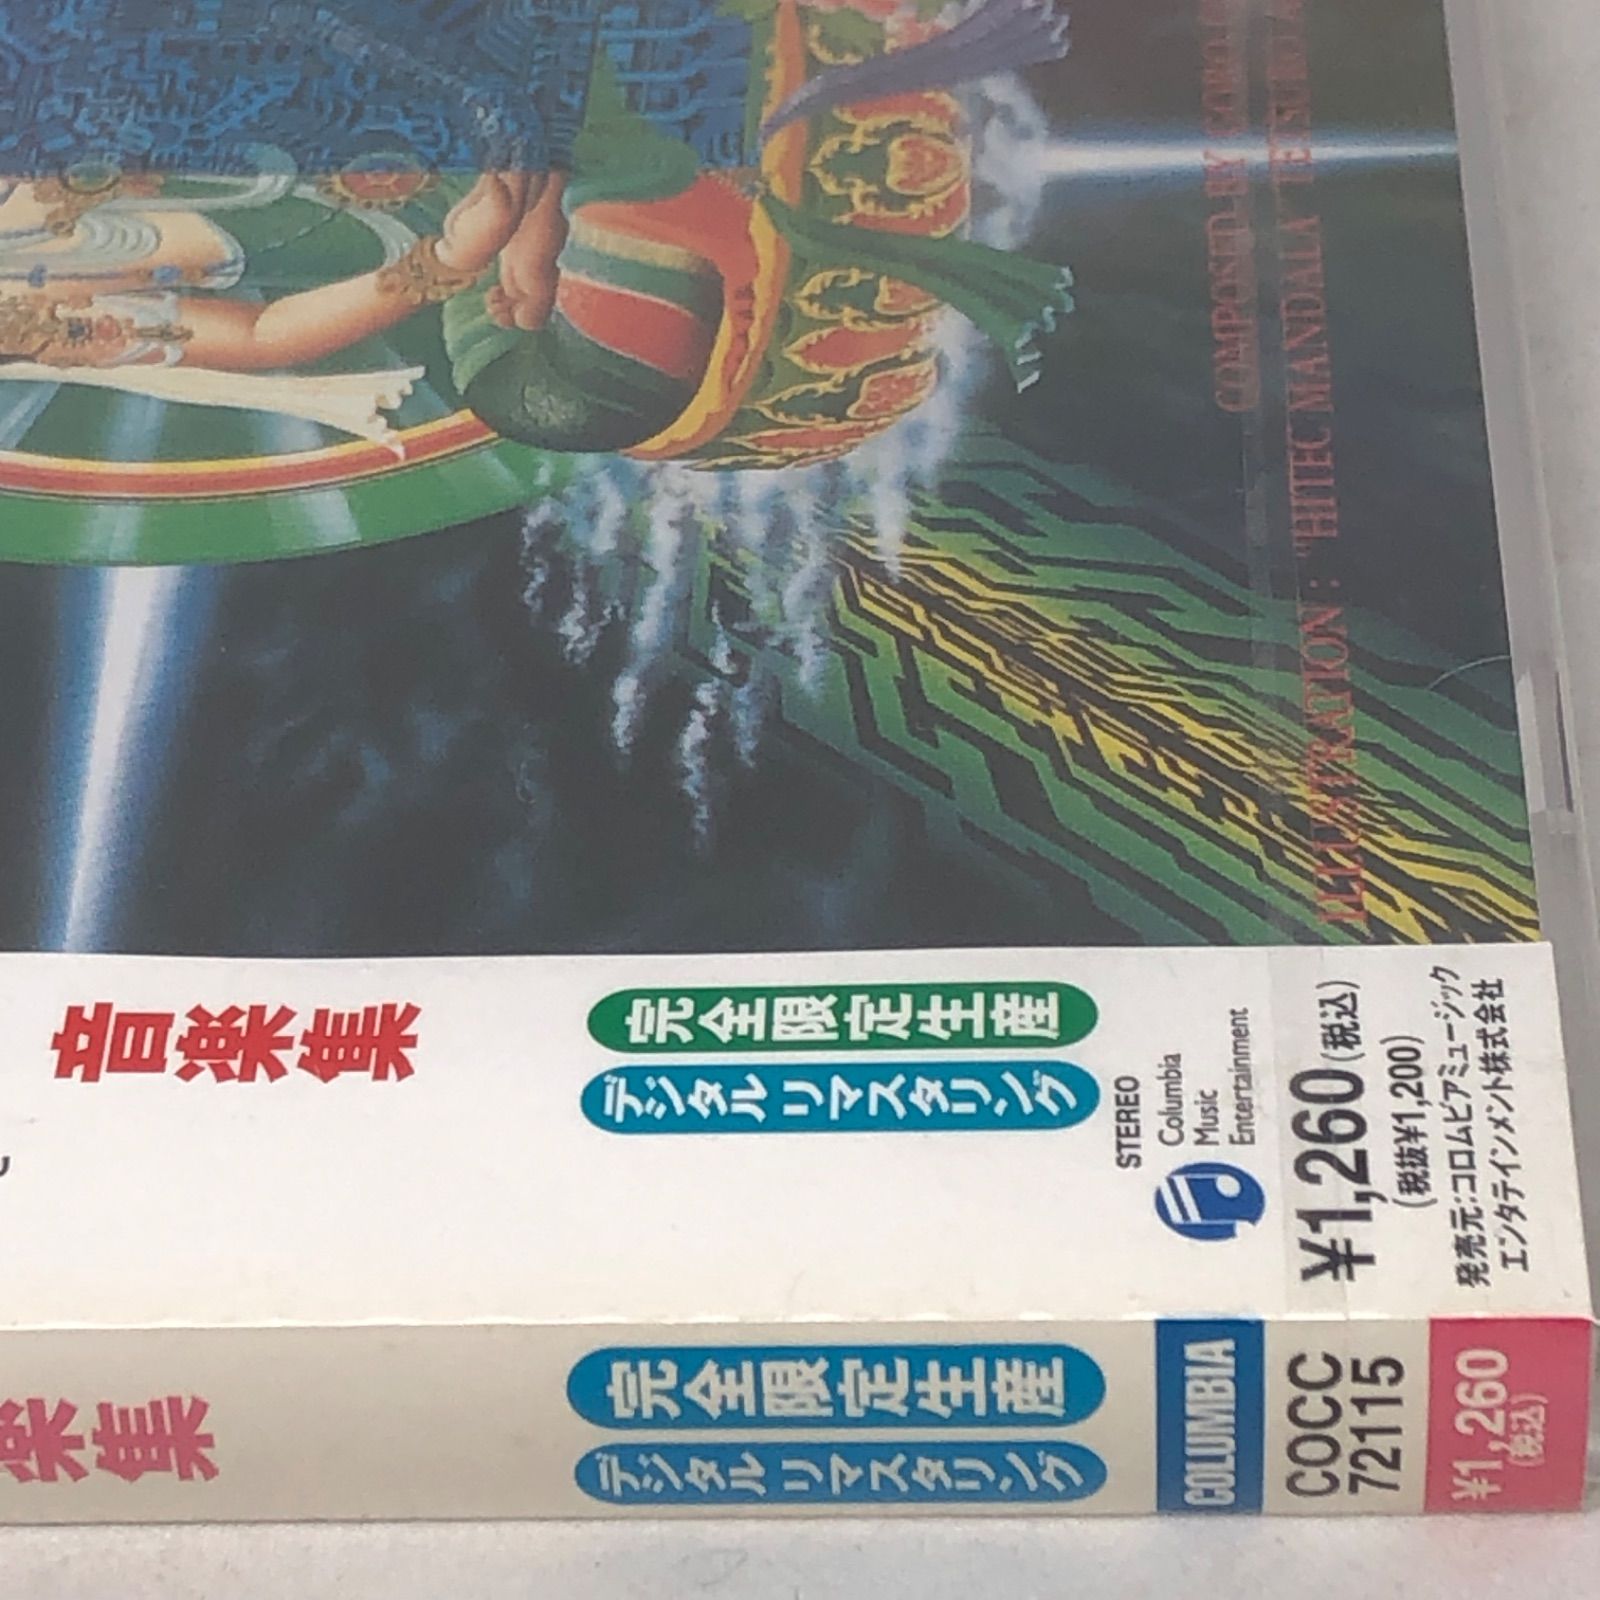 COMPOSED BY
ILLUSTRATION : "HITEC MANDALA
音楽集
完全限定生産
デジタル リマスタリング
STEREO
Columbia
Music
Entertainment
¥1,260(税込)
(税抜¥1,200)
発売元:コロムビアミュージック
エンタテインメント株式会社
楽集
完全限定生産
デジタル リマスタリング
COLUMBIA
COCC
72115
¥1,260
(税込)